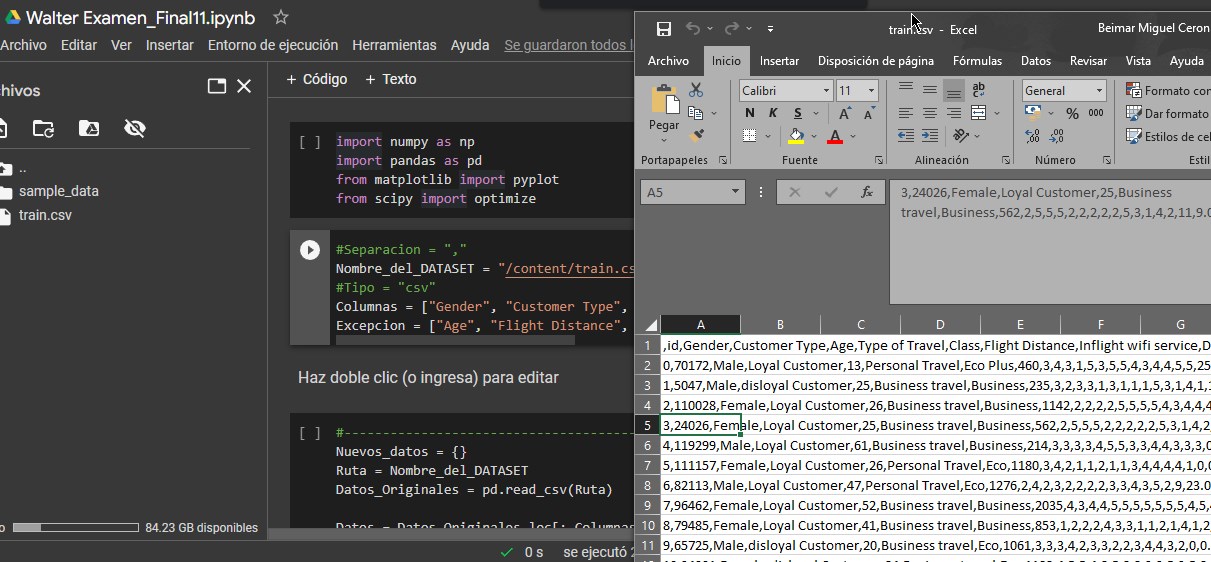 Walter Examen_Final11.ipynb
Archivo Editar Ver Insertar Entorno de ejecución Herramientas Ayuda Se guardaron todos l
chivos
+ Código + Texto
..
sample_data
train.csv
84.23 GB disponibles
[ ] import numpy as np
import pandas as pd
from matplotlib import pyplot
from scipy import optimize
#Separacion = ","
Nombre_del_DATASET = "/content/train.cs
#Tipo = "csv"
Columnas = ["Gender", "Customer Type",
Excepcion = ["Age", "Flight Distance",
Haz doble clic (o ingresa) para editar
[ ] #-----------------------------------
Nuevos_datos = {}
Ruta = Nombre_del_DATASET
Datos_Originales = pd.read_csv(Ruta)
Datos = Datos_Originales.loc[: Columnas
0 s se ejecutó 2
train.csv - Excel
Beimar Miguel Ceron
Archivo Inicio Insertar Disposición de página Fórmulas Datos Revisar Vista Ayuda
Pegar
Calibri 11
N K S A A
ab
General
% 000
Formato con
Dar formato
Estilos de cel
Portapapeles Fuente Alineación Número Estil
A5
fx
3,24026,Female,Loyal Customer,25,Business
travel,Business,562,2,5,5,5,2,2,2,2,5,3,1,4,2,11,9.0
A B C D E F G
1 ,id,Gender,Customer Type,Age,Type of Travel,Class,Flight Distance,Inflight wifi service,D
2 0,70172,Male,Loyal Customer,13,Personal Travel,Eco Plus,460,3,4,3,1,5,3,5,5,4,3,4,4,5,5,25
3 1,5047,Male,disloyal Customer,25,Business travel,Business,235,3,2,3,3,1,3,1,1,1,5,3,1,4,1,1
4 2,110028,Female,Loyal Customer,26,Business travel,Business,1142,2,2,2,2,5,5,5,5,4,3,4,4,4
5 3,24026,Female,Loyal Customer,25,Business travel,Business,562,2,5,5,5,2,2,2,2,2,5,3,1,4,2
6 4,119299,Male,Loyal Customer,61,Business travel,Business,214,3,3,3,3,4,5,5,3,3,4,4,3,3,3,0
7 5,111157,Female,Loyal Customer,26,Personal Travel,Eco,1180,3,4,2,1,1,2,1,1,3,4,4,4,4,1,0,0
8 6,82113,Male,Loyal Customer,47,Personal Travel,Eco,1276,2,4,2,3,2,2,2,2,3,3,4,3,5,2,9,23.0
9 7,96462,Female,Loyal Customer,52,Business travel,Business,2035,4,3,4,4,5,5,5,5,5,5,5,4,5,4
10 8,79485,Female,Loyal Customer,41,Business travel,Business,853,1,2,2,2,4,3,3,1,1,2,1,4,1,2
11 9,65725,Male,disloyal Customer,20,Business travel,Eco,1061,3,3,3,4,2,3,3,2,2,3,4,4,3,2,0,0.